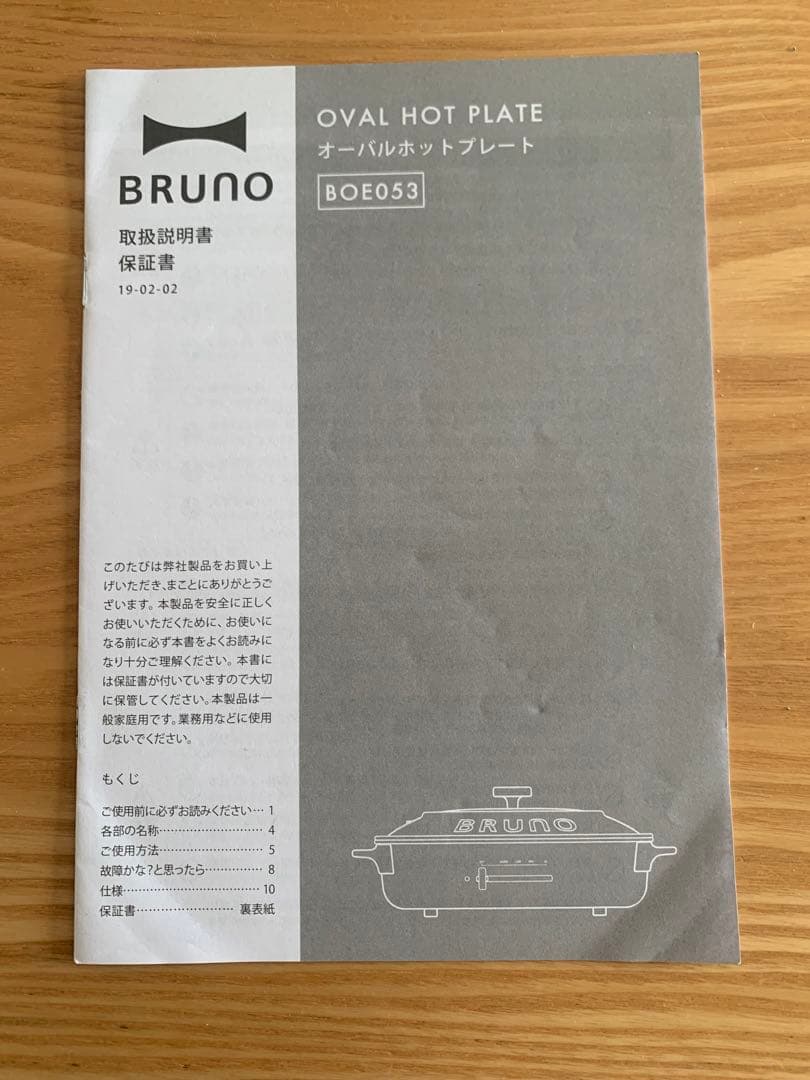 BRUNO
取扱説明書
保証書
19-02-02
OVAL HOT PLATE
オーバルホットプレート
BOE053
このたびは弊社製品をお買い上
げいただき、まことにありがとうご
ざいます。本製品を安全に正しく
お使いいただくために、お使いに
なる前に必ず本書をよくお読みに
なり十分ご理解ください。本書に
は保証書が付いていますので大切
に保管してください。本製品は一
般家庭用です。業務用などに使用
しないでください。
もくじ
ご使用前に必ずお読みください… 1
各部の名称…………………… 4
ご使用方法…………………… 5
故障かな?と思ったら…………… 8
仕様…………………………… 10
保証書…………………… 裏表紙
BRUNO